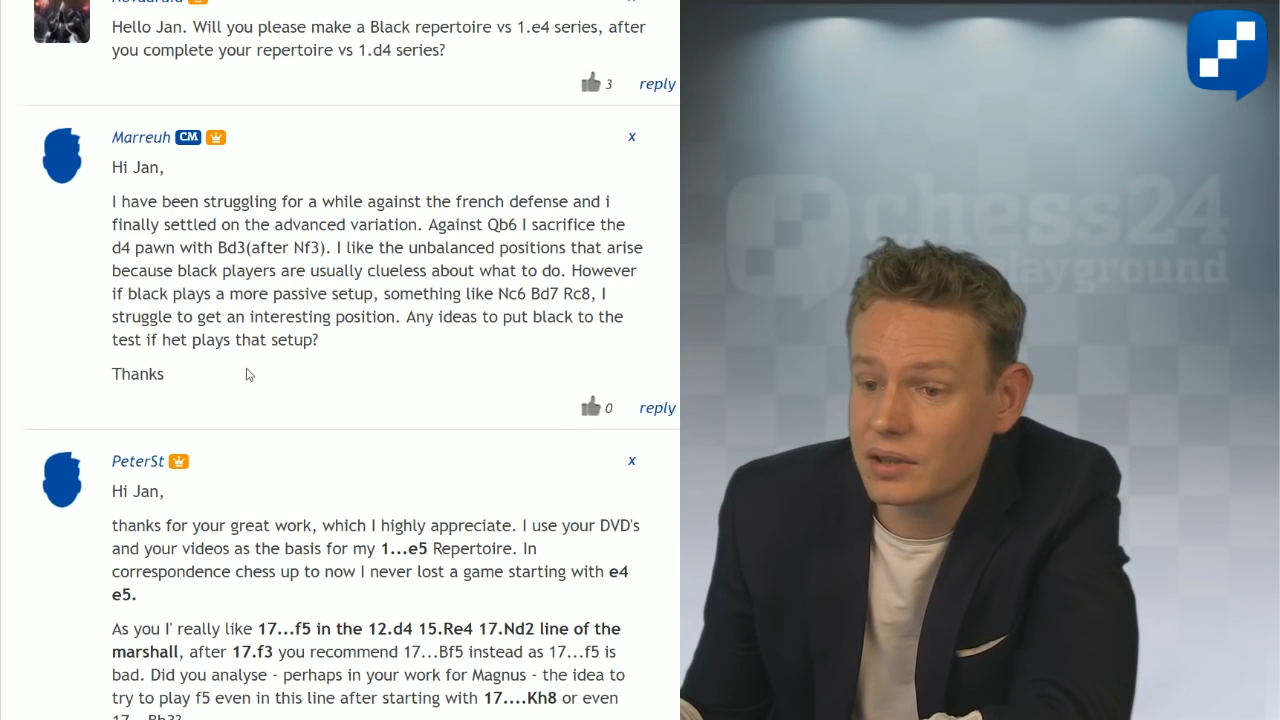 Hello Jan. Will you please make a Black repertoire vs 1.e4 series, after
you complete your repertoire vs 1.d4 series?
3 reply
Marreuh CM x
Hi Jan,
I have been struggling for a while against the french defense and i
finally settled on the advanced variation. Against Qb6 I sacrifice the
d4 pawn with Bd3(after Nf3). I like the unbalanced positions that arise
because black players are usually clueless about what to do. However
if black plays a more passive setup, something like Nc6 Bd7 Rc8, I
struggle to get an interesting position. Any ideas to put black to the
test if het plays that setup?
Thanks
0 reply
PeterSt x
Hi Jan,
thanks for your great work, which I highly appreciate. I use your DVD's
and your videos as the basis for my 1...e5 Repertoire. In
correspondence chess up to now I never lost a game starting with e4
e5.
As you I' really like 17...f5 in the 12.d4 15.Re4 17.Nd2 line of the
marshall, after 17.f3 you recommend 17...Bf5 instead as 17...f5 is
bad. Did you analyse - perhaps in your work for Magnus - the idea to
try to play f5 even in this line after starting with 17....Kh8 or even
chess24
playground